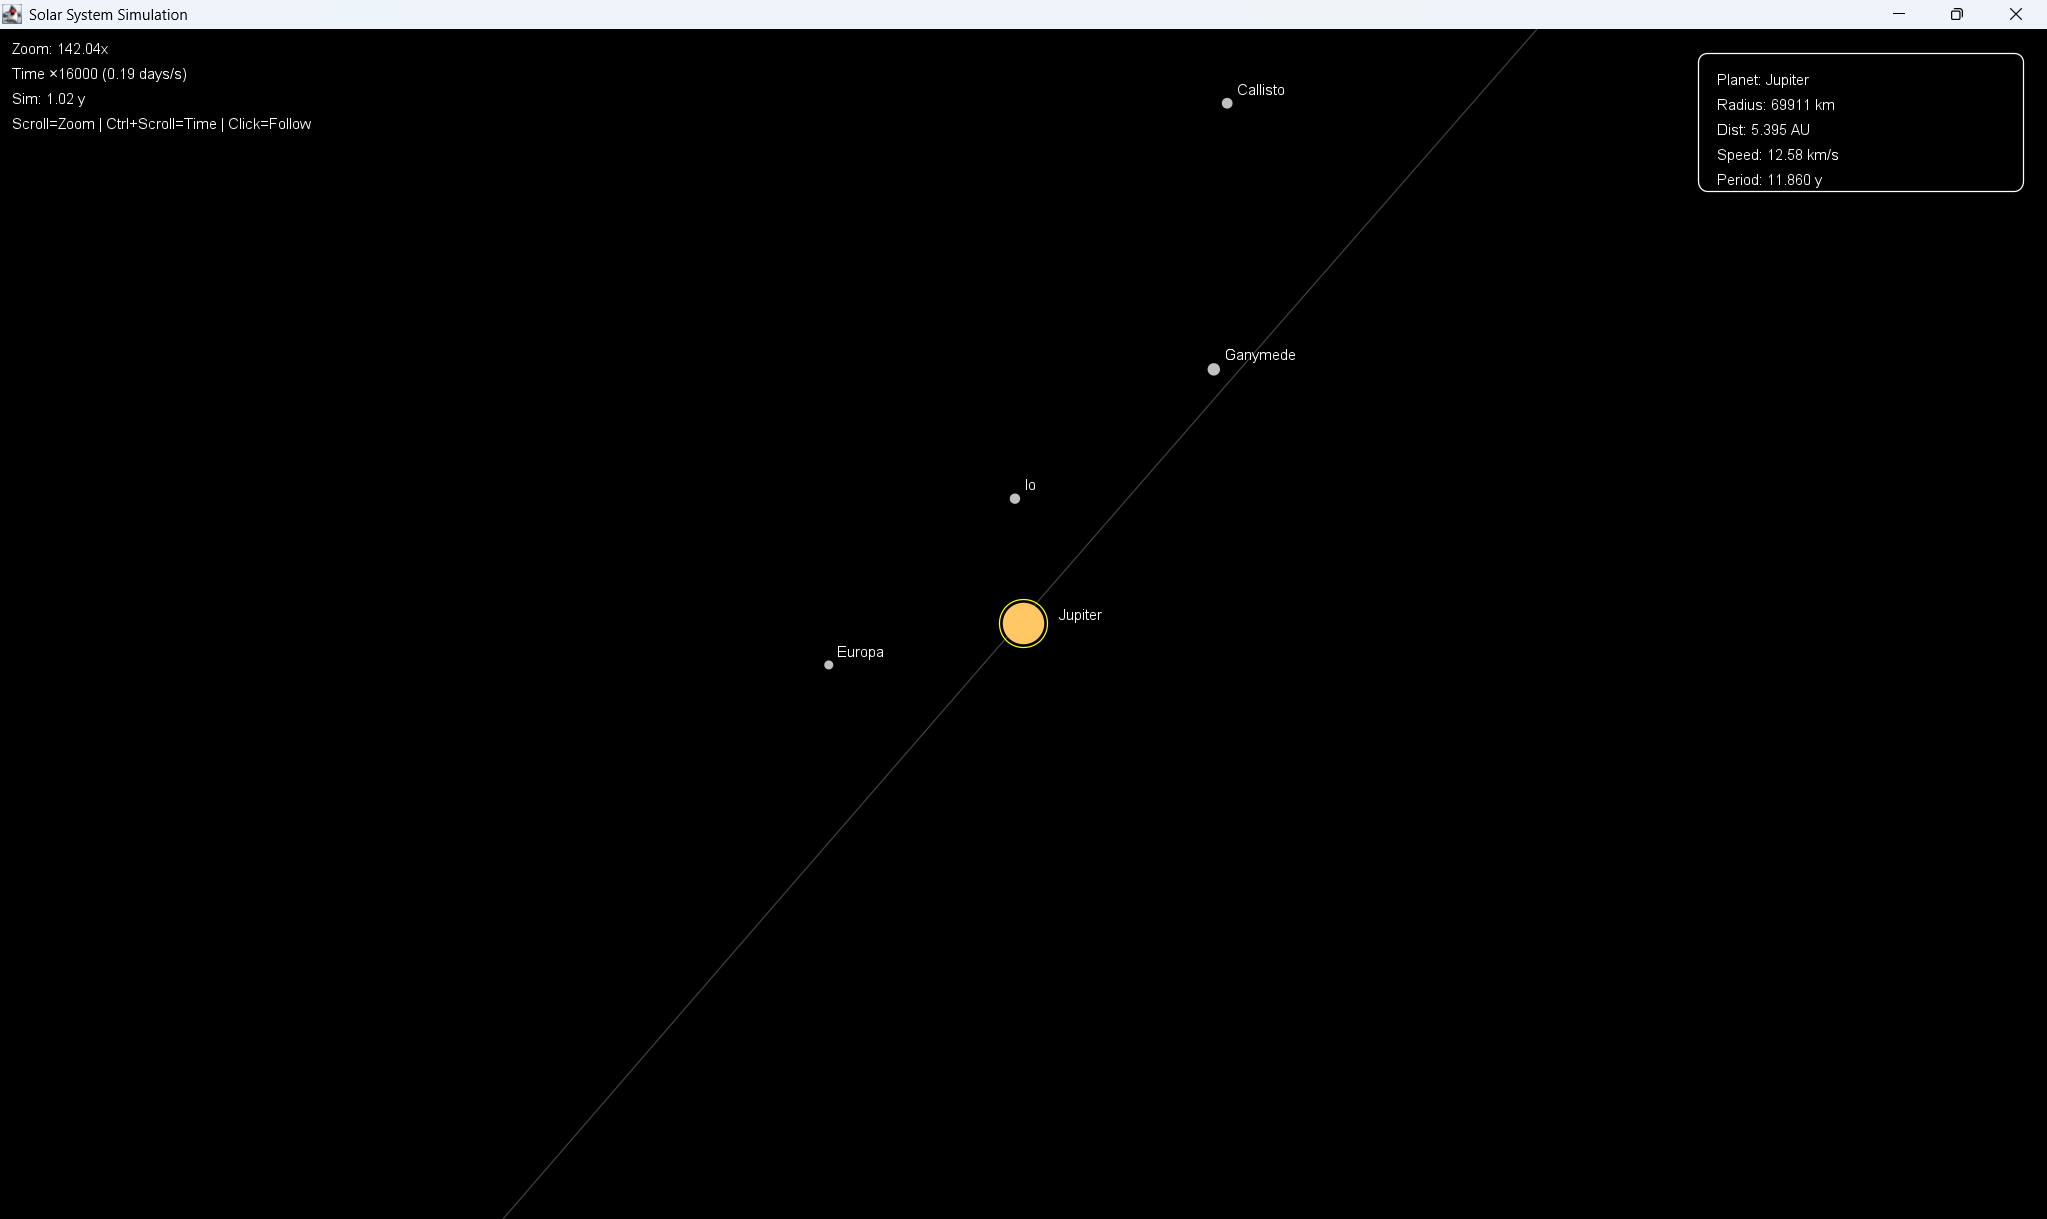 Solar System Simulation
Zoom: 142.04x
Time ×16000 (0.19 days/s)
Sim: 1.02 y
Scroll=Zoom | Ctrl+Scroll=Time | Click=Follow
Planet: Jupiter
Radius: 69911 km
Dist: 5.395 AU
Speed: 12.58 km/s
Period: 11.860 y
Callisto
Ganymede
Io
Jupiter
Europa